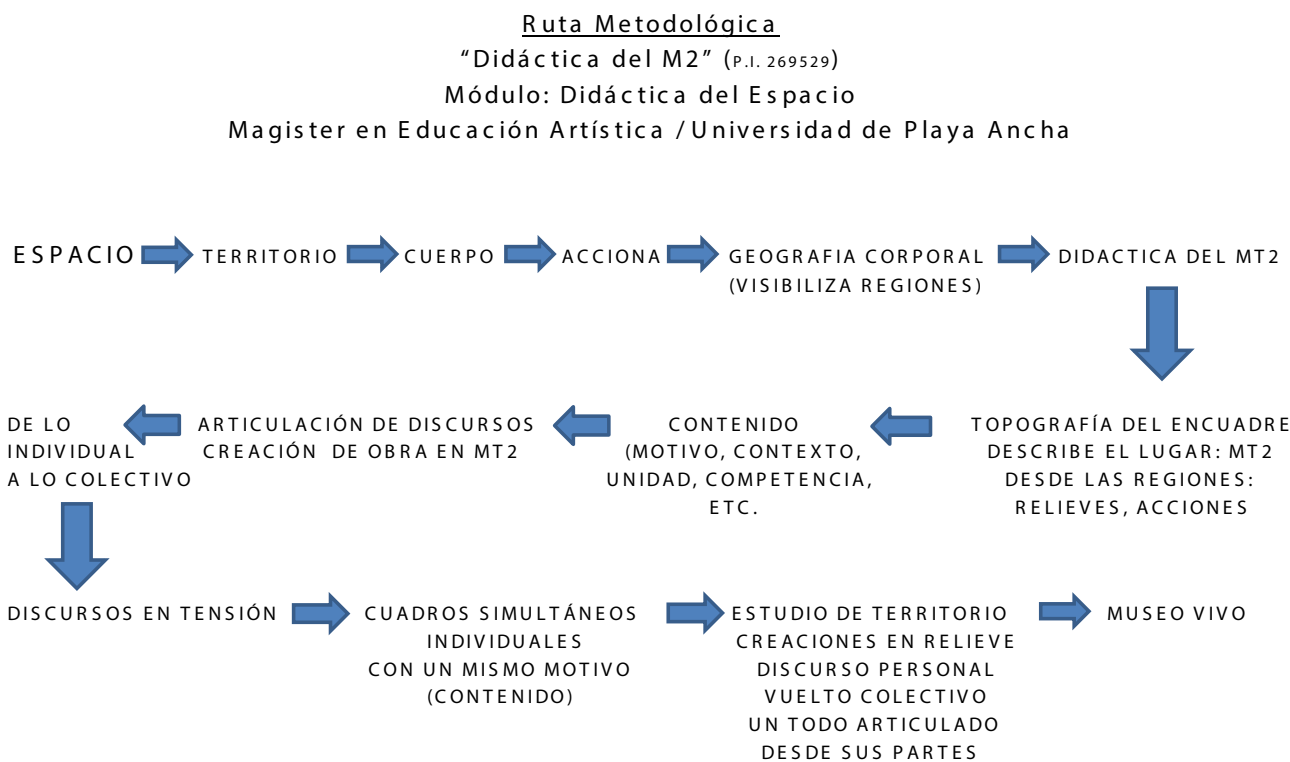 Ruta Metodológica
"Didáctica del M2" (P.I. 269529)
Módulo: Didáctica del Espacio
Magister en Educación Artística / Universidad de Playa Ancha
ESPACIO
TERRITORIO
CUERPO
ACCIONA
GEOGRAFIA CORPORAL
(VISIBILIZA REGIONES)
DIDACTICA DEL MT2
TOPOGRAFÍA DEL ENCUADRE
DESCRIBE EL LUGAR: MT2
DESDE LAS REGIONES:
RELIEVES, ACCIONES
CONTENIDO
(MOTIVO, CONTEXTO,
UNIDAD, COMPETENCIA,
ETC.
ARTICULACIÓN DE DISCURSOS
CREACIÓN DE OBRA EN MT2
DE LO
INDIVIDUAL
A LO COLECTIVO
DISCURSOS EN TENSIÓN
CUADROS SIMULTÁNEOS
INDIVIDUALES
CON UN MISMO MOTIVO
(CONTENIDO)
ESTUDIO DE TERRITORIO
CREACIONES EN RELIEVE
DISCURSO PERSONAL
VUELTO COLECTIVO
UN TODO ARTICULADO
DESDE SUS PARTES
MUSEO VIVO